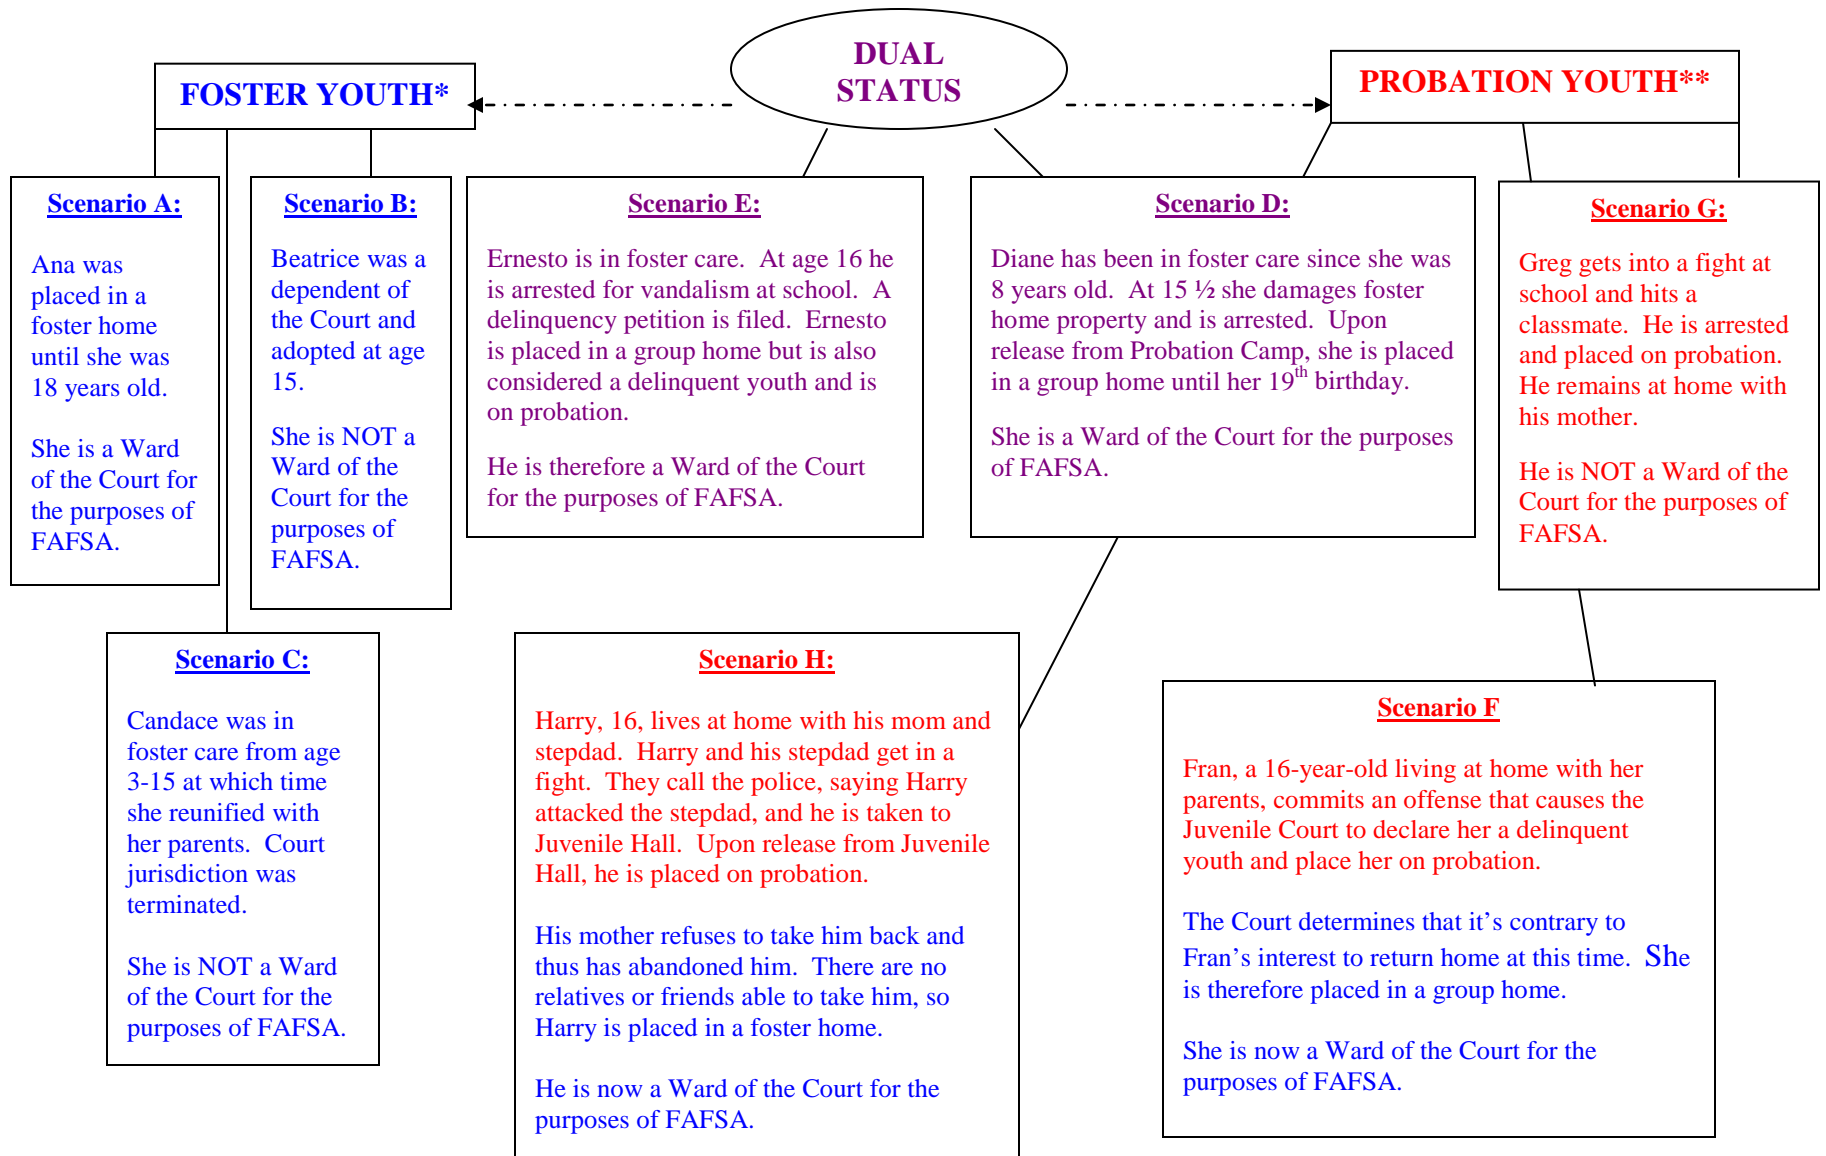 DUAL
STATUS
FOSTER YOUTH*
PROBATION YOUTH**
Scenario A:
Ana was
placed in a
foster home
until she was
18 years old.
She is a Ward
of the Court for
the purposes of
FAFSA.
Scenario B:
Beatrice was a
dependent of
the Court and
adopted at age
15.
She is NOT a
Ward of the
Court for the
purposes of
FAFSA.
Scenario E:
Ernesto is in foster care.  At age 16 he
is arrested for vandalism at school.  A
delinquency petition is filed.  Ernesto
is placed in a group home but is also
considered a delinquent youth and is
on probation.
He is therefore a Ward of the Court
for the purposes of FAFSA.
Scenario D:
Diane has been in foster care since she was
8 years old.  At 15 ½ she damages foster
home property and is arrested.  Upon
release from Probation Camp, she is placed
in a group home until her 19th birthday.
She is a Ward of the Court for the purposes
of FAFSA.
Scenario G:
Greg gets into a fight at
school and hits a
classmate.  He is arrested
and placed on probation.
He remains at home with
his mother.
He is NOT a Ward of the
Court for the purposes of
FAFSA.
Scenario C:
Candace was in
foster care from age
3-15 at which time
she reunified with
her parents.  Court
jurisdiction was
terminated.
She is NOT a Ward
of the Court for the
purposes of FAFSA.
Scenario H:
Harry, 16, lives at home with his mom and
stepdad.  Harry and his stepdad get in a
fight.  They call the police, saying Harry
attacked the stepdad, and he is taken to
Juvenile Hall.  Upon release from Juvenile
Hall, he is placed on probation.
His mother refuses to take him back and
thus has abandoned him.  There are no
relatives or friends able to take him, so
Harry is placed in a foster home.
He is now a Ward of the Court for the
purposes of FAFSA.
Scenario F
Fran, a 16-year-old living at home with her
parents, commits an offense that causes the
Juvenile Court to declare her a delinquent
youth and place her on probation.
The Court determines that it's contrary to
Fran's interest to return home at this time.  She
is therefore placed in a group home.
She is now a Ward of the Court for the
purposes of FAFSA.